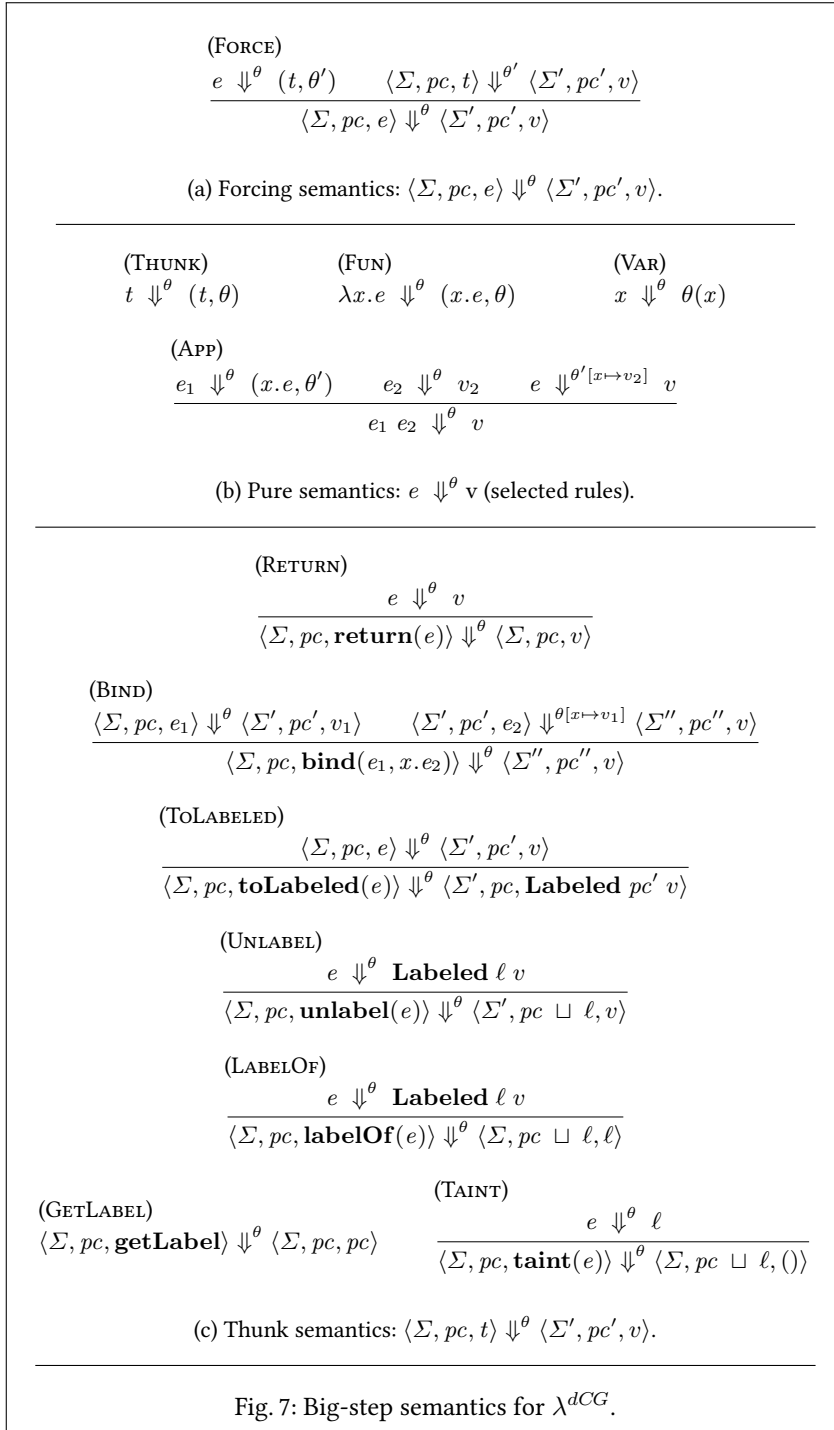 (Force)
e ⇓^θ (t, θ′)  ⟨Σ, pc, t⟩ ⇓^θ′ ⟨Σ′, pc′, v⟩
⟨Σ, pc, e⟩ ⇓^θ ⟨Σ′, pc′, v⟩
(a) Forcing semantics: ⟨Σ, pc, e⟩ ⇓^θ ⟨Σ′, pc′, v⟩.
(Thunk) (Fun) (Var)
t ⇓^θ (t, θ)  λx.e ⇓^θ (x.e, θ)  x ⇓^θ θ(x)
(App)
e₁ ⇓^θ (x.e, θ′)  e₂ ⇓^θ v₂  e ⇓^θ′[x↦v₂] v
e₁ e₂ ⇓^θ v
(b) Pure semantics: e ⇓^θ v (selected rules).
(Return)
e ⇓^θ v
⟨Σ, pc, return(e)⟩ ⇓^θ ⟨Σ, pc, v⟩
(Bind)
⟨Σ, pc, e₁⟩ ⇓^θ ⟨Σ′, pc′, v₁⟩  ⟨Σ′, pc′, e₂⟩ ⇓^θ[x↦v₁] ⟨Σ′′, pc′′, v⟩
⟨Σ, pc, bind(e₁, x.e₂)⟩ ⇓^θ ⟨Σ′′, pc′′, v⟩
(ToLabeled)
⟨Σ, pc, e⟩ ⇓^θ ⟨Σ′, pc′, v⟩
⟨Σ, pc, toLabeled(e)⟩ ⇓^θ ⟨Σ′, pc, Labeled pc′ v⟩
(Unlabel)
e ⇓^θ Labeled ℓ v
⟨Σ, pc, unlabel(e)⟩ ⇓^θ ⟨Σ′, pc ⊔ ℓ, v⟩
(LabelOf)
e ⇓^θ Labeled ℓ v
⟨Σ, pc, labelOf(e)⟩ ⇓^θ ⟨Σ, pc ⊔ ℓ, ℓ⟩
(GetLabel)
⟨Σ, pc, getLabel⟩ ⇓^θ ⟨Σ, pc, pc⟩
(Taint)
e ⇓^θ ℓ
⟨Σ, pc, taint(e)⟩ ⇓^θ ⟨Σ, pc ⊔ ℓ, ()⟩
(c) Thunk semantics: ⟨Σ, pc, t⟩ ⇓^θ ⟨Σ′, pc′, v⟩.
Fig. 7: Big-step semantics for λ^dCG.